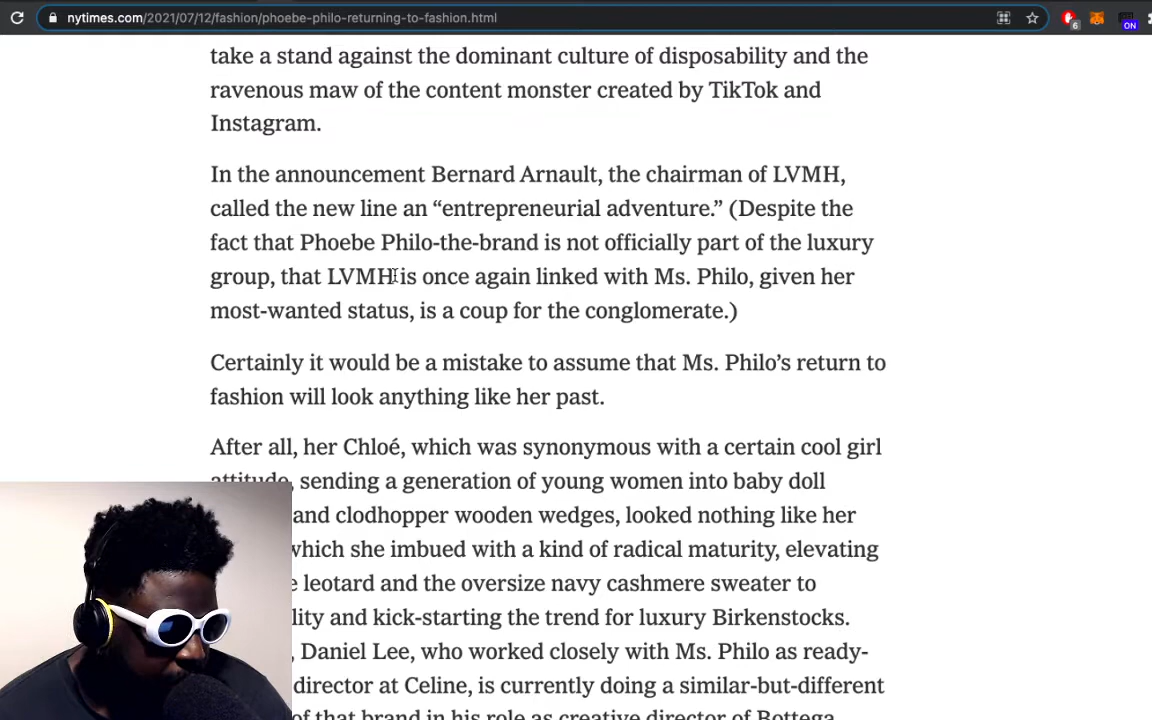 nytimes.com/2021/07/12/fashion/phoebe-philo-returning-to-fashion.html
6
ON
take a stand against the dominant culture of disposability and the
ravenous maw of the content monster created by TikTok and
Instagram.
In the announcement Bernard Arnault, the chairman of LVMH,
called the new line an “entrepreneurial adventure.” (Despite the
fact that Phoebe Philo-the-brand is not officially part of the luxury
group, that LVMH is once again linked with Ms. Philo, given her
most-wanted status, is a coup for the conglomerate.)
Certainly it would be a mistake to assume that Ms. Philo’s return to
fashion will look anything like her past.
After all, her Chloé, which was synonymous with a certain cool girl
attitude, sending a generation of young women into baby doll
and clodhopper wooden wedges, looked nothing like her
which she imbued with a kind of radical maturity, elevating
leotard and the oversize navy cashmere sweater to
lity and kick-starting the trend for luxury Birkenstocks.
, Daniel Lee, who worked closely with Ms. Philo as ready-
director at Celine, is currently doing a similar-but-different
of that brand in his role as creative director of Bottega